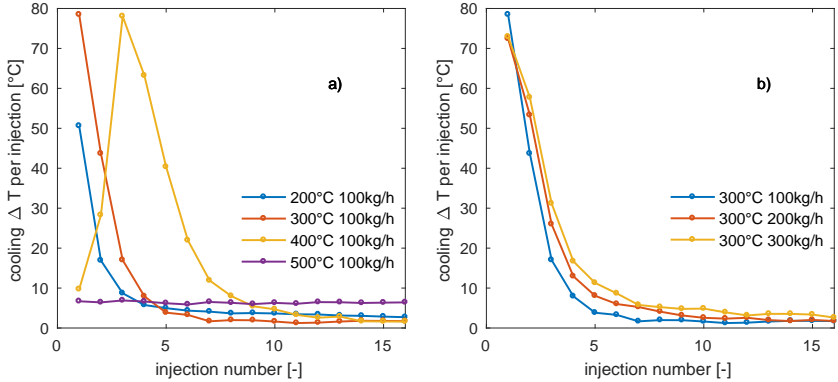 80
70
60
50
40
30
20
10
0
cooling △ T per injection [°C]
a)
200°C 100kg/h
300°C 100kg/h
400°C 100kg/h
500°C 100kg/h
0 5 10 15
injection number [-]
80
70
60
50
40
30
20
10
0
cooling △ T per injection [°C]
b)
300°C 100kg/h
300°C 200kg/h
300°C 300kg/h
0 5 10 15
injection number [-]